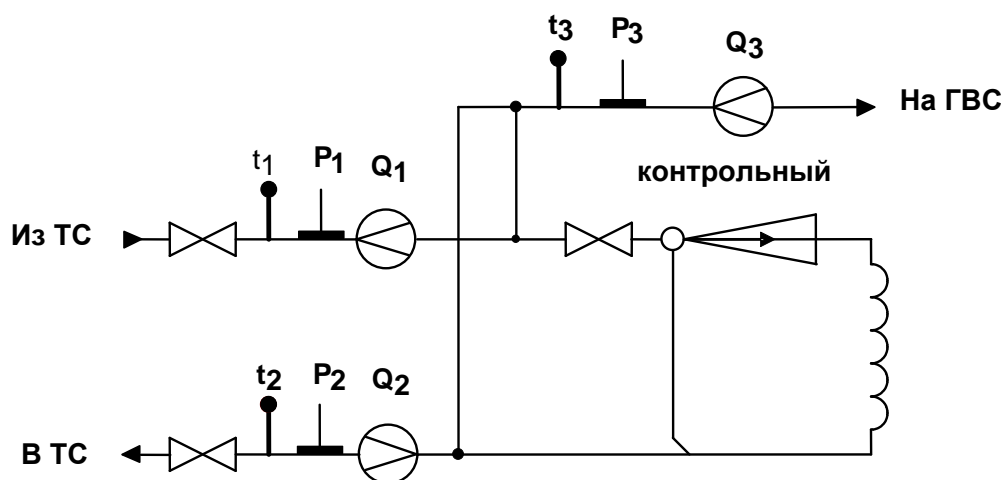 t3 P3 Q3
На ГВС
контрольный
t1 P1 Q1
Из ТС
t2 P2 Q2
В ТС